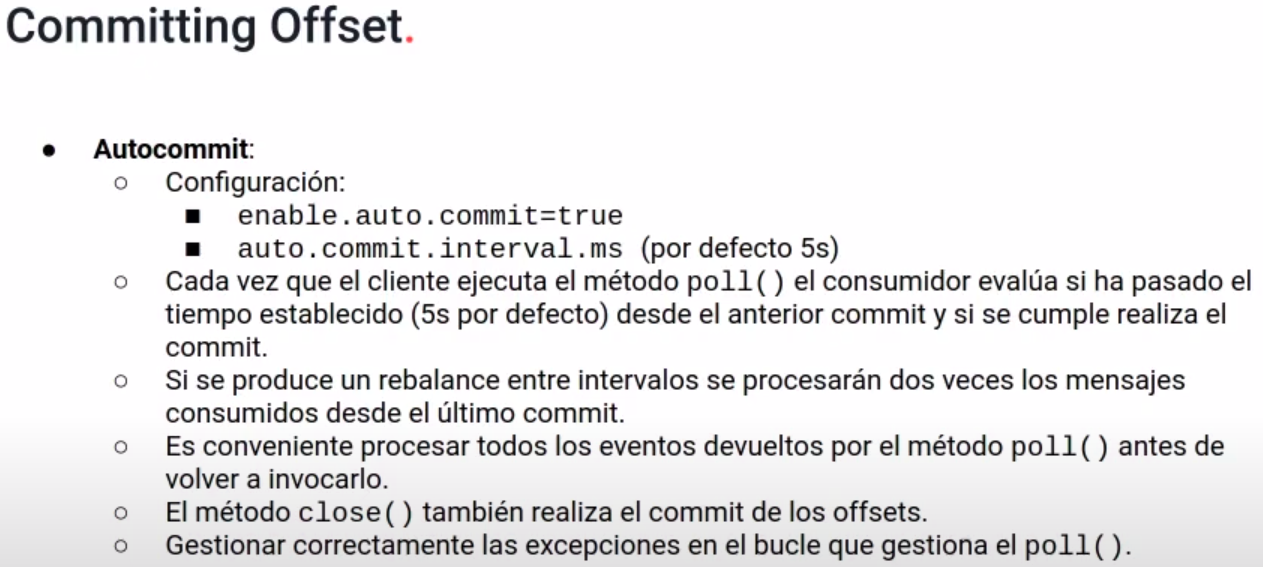 Committing Offset.
● Autocommit:
○ Configuración:
■ enable.auto.commit=true
■ auto.commit.interval.ms (por defecto 5s)
○ Cada vez que el cliente ejecuta el método poll() el consumidor evalúa si ha pasado el
tiempo establecido (5s por defecto) desde el anterior commit y si se cumple realiza el
commit.
○ Si se produce un rebalance entre intervalos se procesarán dos veces los mensajes
consumidos desde el último commit.
○ Es conveniente procesar todos los eventos devueltos por el método poll() antes de
volver a invocarlo.
○ El método close() también realiza el commit de los offsets.
○ Gestionar correctamente las excepciones en el bucle que gestiona el poll().